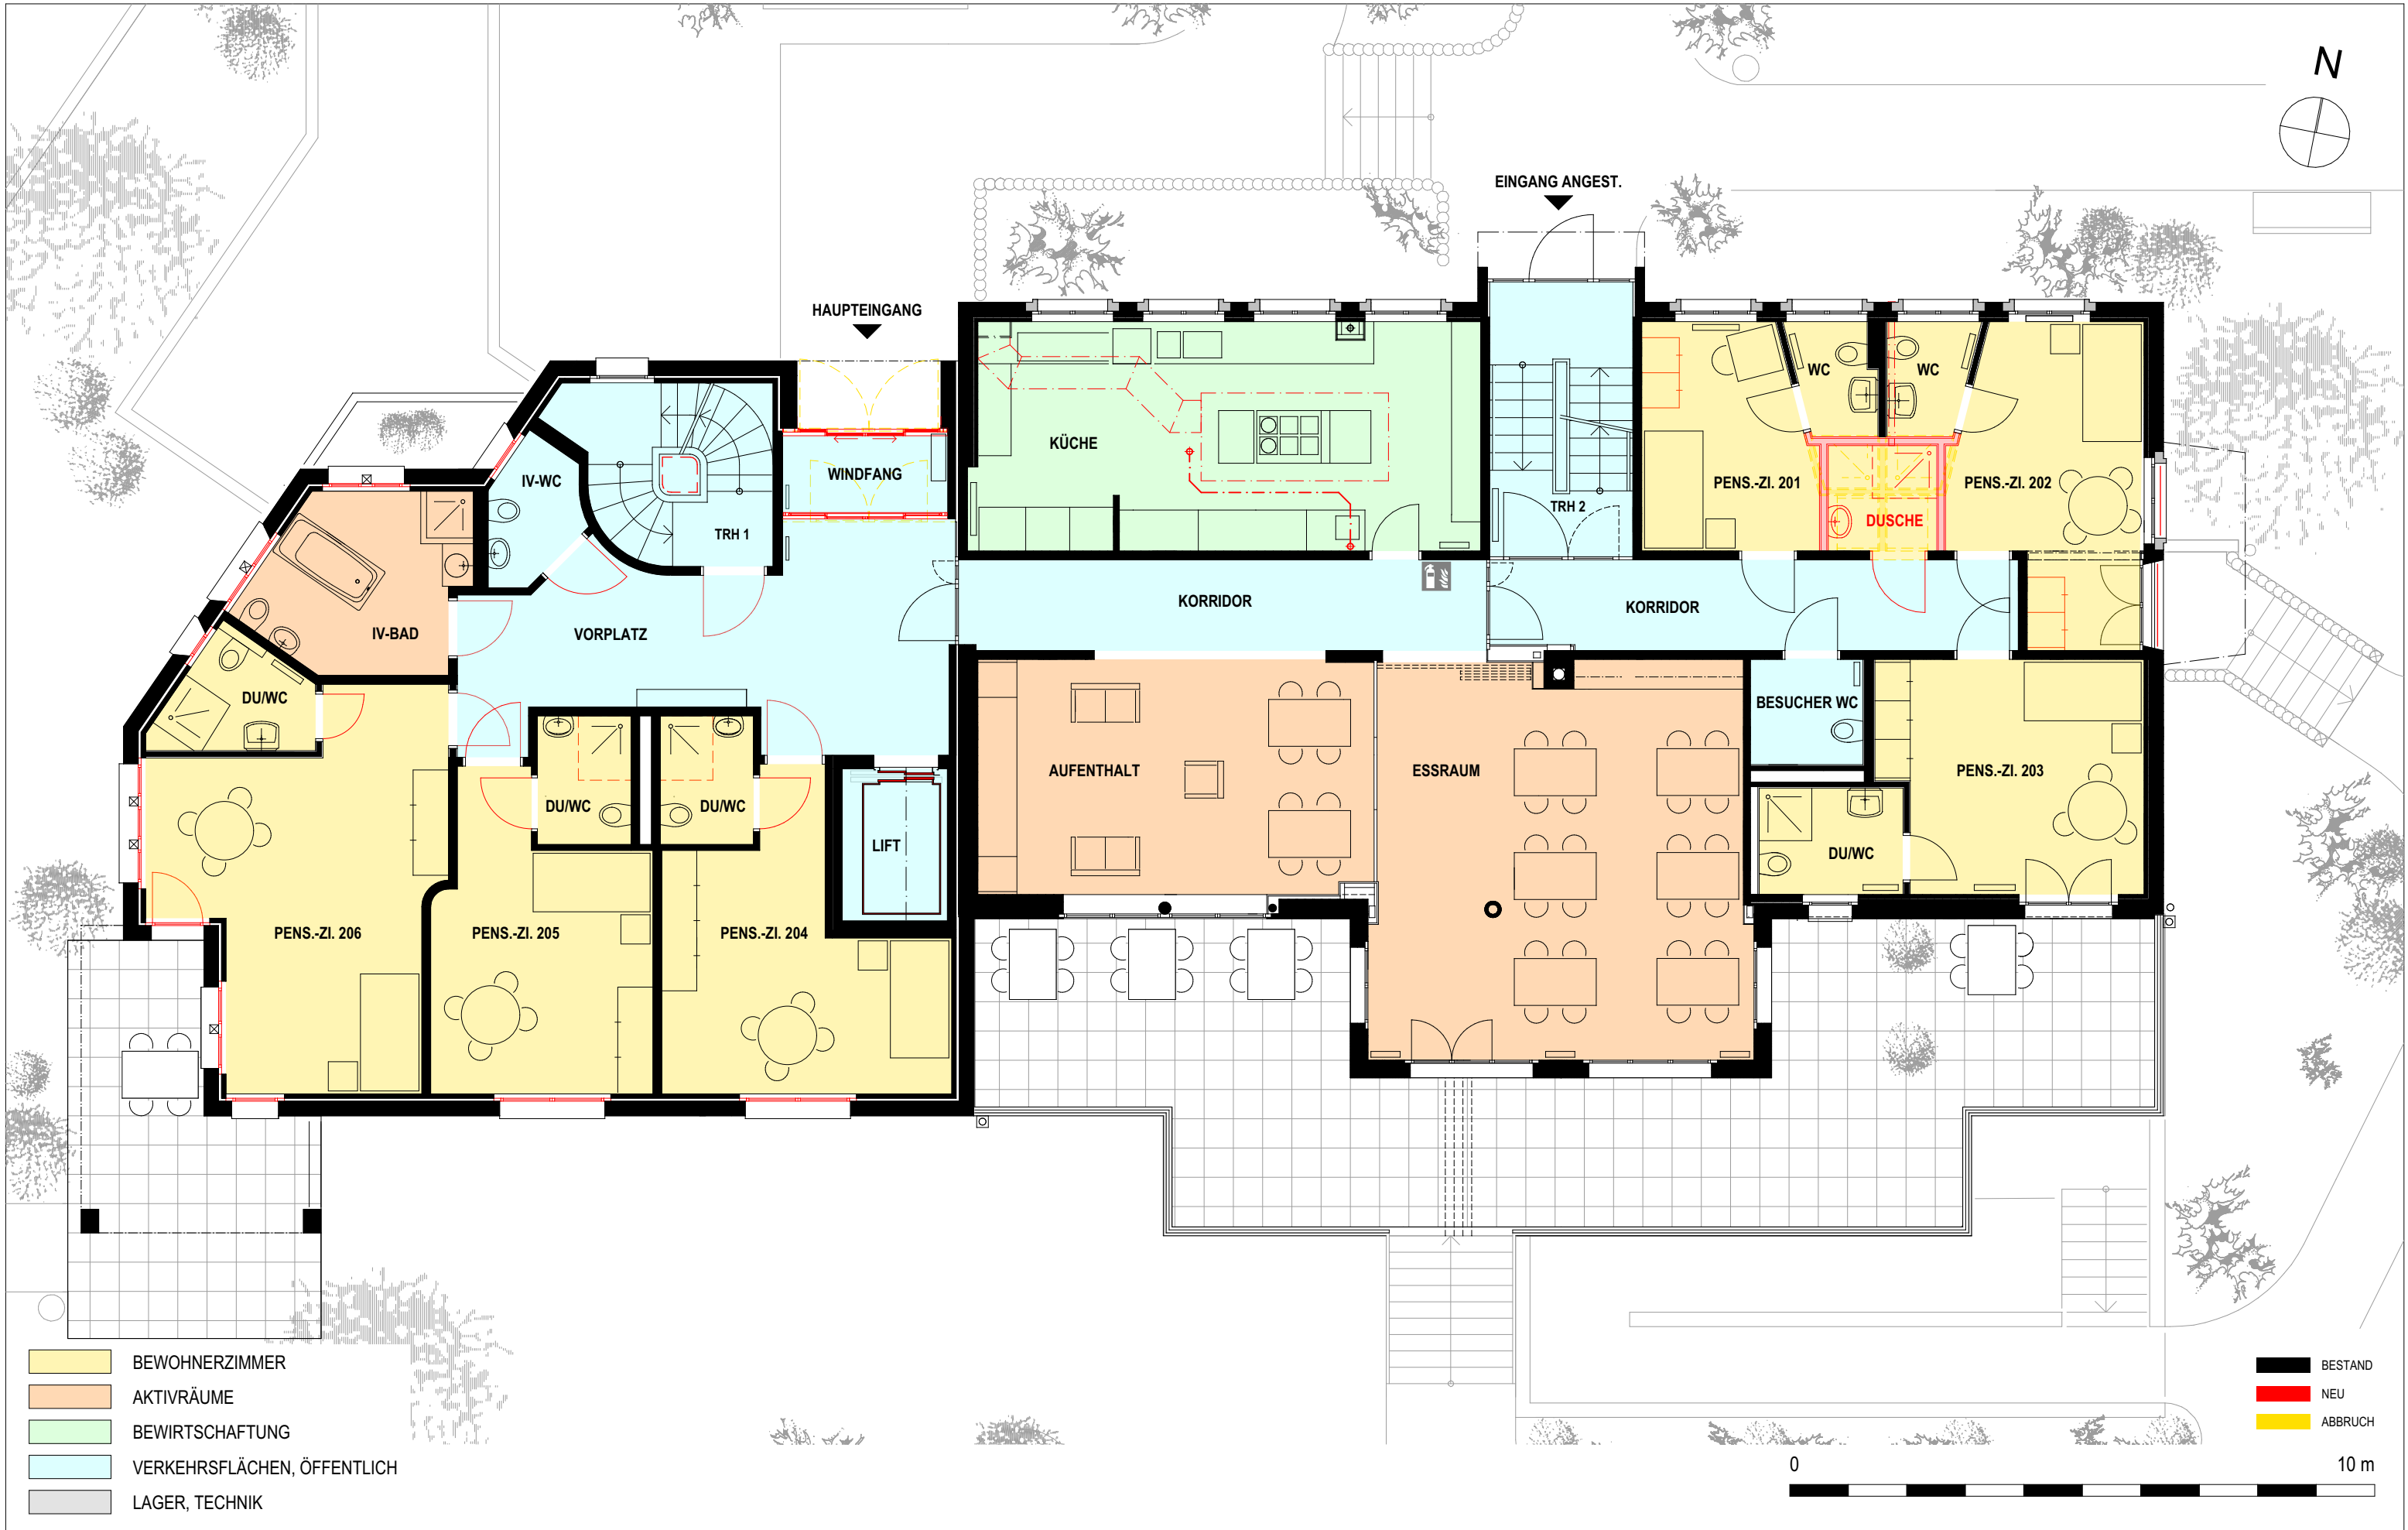 N
EINGANG ANGEST.
HAUPTEINGANG
WC
WC
KÜCHE
IV-WC
WINDFANG
PENS.-ZI. 201
PENS.-ZI. 202
TRH 2
DUSCHE
TRH 1
KORRIDOR
KORRIDOR
IV-BAD
VORPLATZ
DU/WC
BESUCHER WC
AUFENTHALT
ESSRAUM
PENS.-ZI. 203
DU/WC
DU/WC
LIFT
DU/WC
PENS.-ZI. 206
PENS.-ZI. 205
PENS.-ZI. 204
BEWOHNERZIMMER
AKTIVRÄUME
BEWIRTSCHAFTUNG
VERKEHRSFLÄCHEN, ÖFFENTLICH
LAGER, TECHNIK
BESTAND
NEU
ABBRUCH
0 10 m